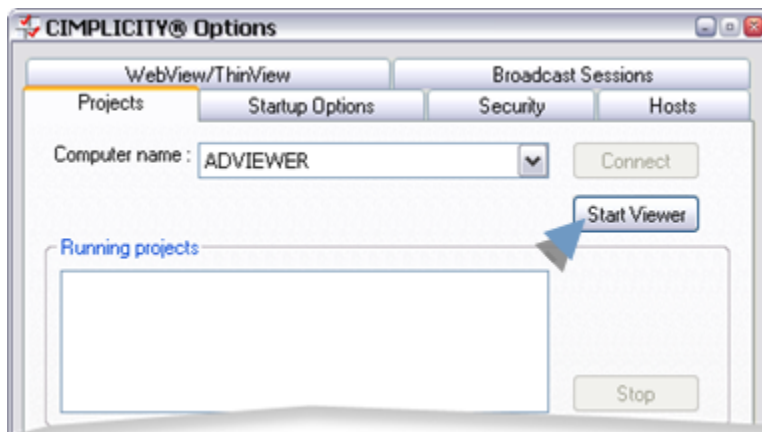 CIMPLICITY® Options
WebView/ThinView Broadcast Sessions
Projects Startup Options Security Hosts
Computer name : ADVIEWER Connect
Start Viewer
Running projects
Stop